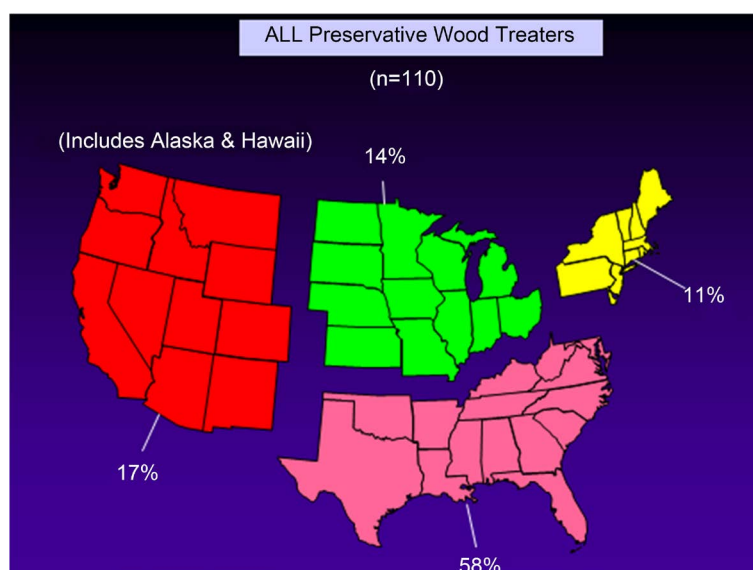 ALL Preservative Wood Treaters
(n=110)
(Includes Alaska & Hawaii)
14%
11%
17%
58%